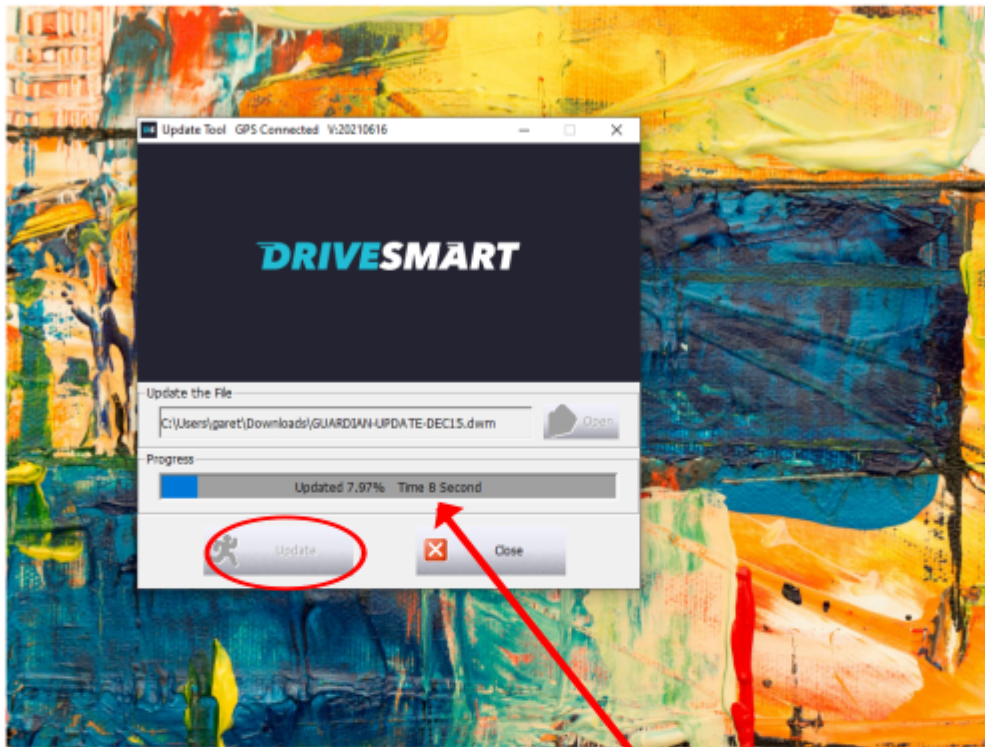 Update Tool GPS Connected V:20210616
DRIVESMART
Update the File
C:\Users\garet\Downloads\GUARDIAN-UPDATE-DEC15.dwm
Open
Progress
Updated 7.97% Time 8 Second
Update
Close